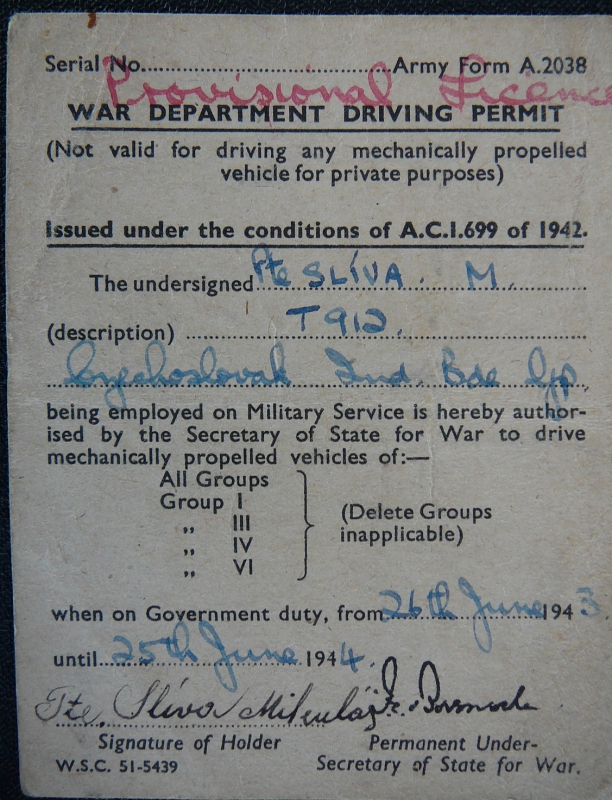 Serial No.......................................Army Form A.2038
Provisional Licence
WAR DEPARTMENT DRIVING PERMIT
(Not valid for driving any mechanically propelled
vehicle for private purposes)
Issued under the conditions of A.C.I.699 of 1942.
The undersigned Pte SLÍVA. M.
(description) T912.
Czechoslovak Ind. Bde Gp.
being employed on Military Service is hereby author-
ised by the Secretary of State for War to drive
mechanically propelled vehicles of:—
All Groups
Group I
„ III
„ IV
„ VI
(Delete Groups
inapplicable)
when on Government duty, from 26th June 1943.
until 25th June 1944.
Pte. Slíva Mikuláš
Signature of Holder
Permanent Under-
Secretary of State for War.
W.S.C. 51-5439